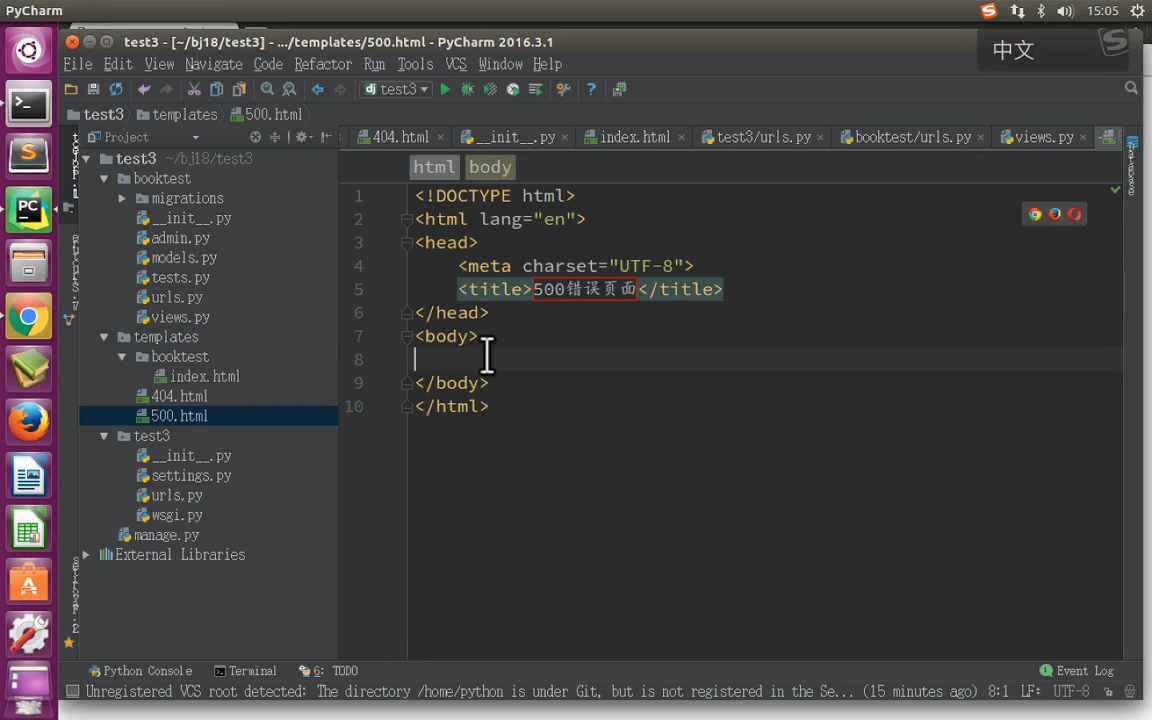 PyCharm
15:05
test3 - [~/bj18/test3] - .../templates/500.html - PyCharm 2016.3.1
中文
File Edit View Navigate Code Refactor Run Tools VCS Window Help
dj test3
test3 templates 500.html
Project
404.html × __init__.py × index.html × test3/urls.py × booktest/urls.py × views.py ×
html body
test3 ~/bj18/test3
booktest
migrations
__init__.py
admin.py
models.py
tests.py
urls.py
views.py
templates
booktest
index.html
404.html
500.html
test3
__init__.py
settings.py
urls.py
wsgi.py
manage.py
External Libraries
1 <!DOCTYPE html>
2 <html lang="en">
3 <head>
4 <meta charset="UTF-8">
5 <title>500错误页面</title>
6 </head>
7 <body>
8
9 </body>
10 </html>
Python Console Terminal 6: TODO Event Log
Unregistered VCS root detected: The directory /home/python is under Git, but is not registered in the Se... (15 minutes ago) 8:1 LF÷ UTF-8